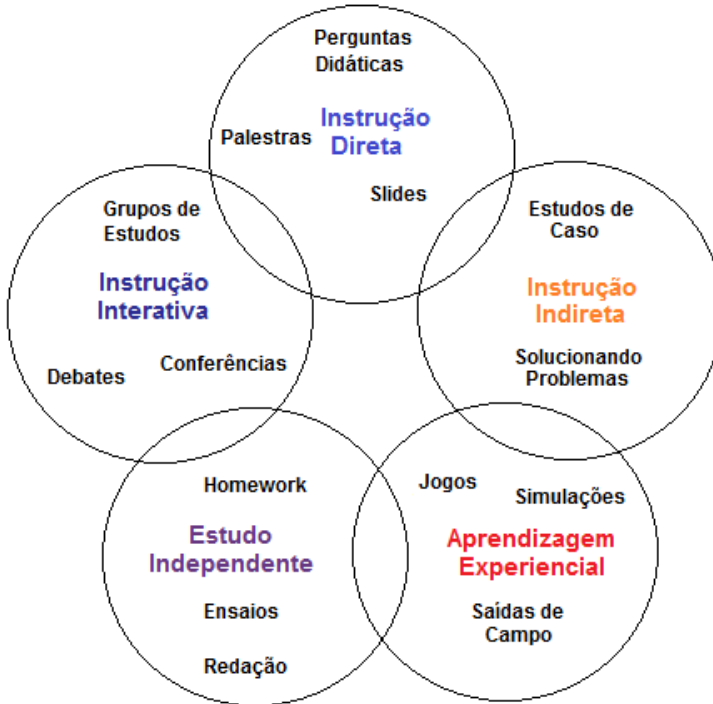 Perguntas
Didáticas
Instrução
Direta
Palestras
Slides
Grupos de
Estudos
Instrução
Interativa
Debates
Conferências
Estudos de
Caso
Instrução
Indireta
Solucionando
Problemas
Homework
Estudo
Independente
Ensaios
Redação
Jogos
Simulações
Aprendizagem
Experiencial
Saídas de
Campo